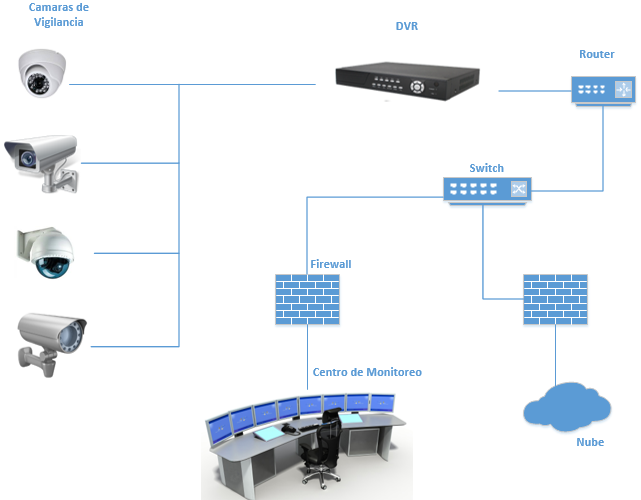 Camaras de
Vigilancia
DVR
Router
Switch
Firewall
Centro de Monitoreo
Nube